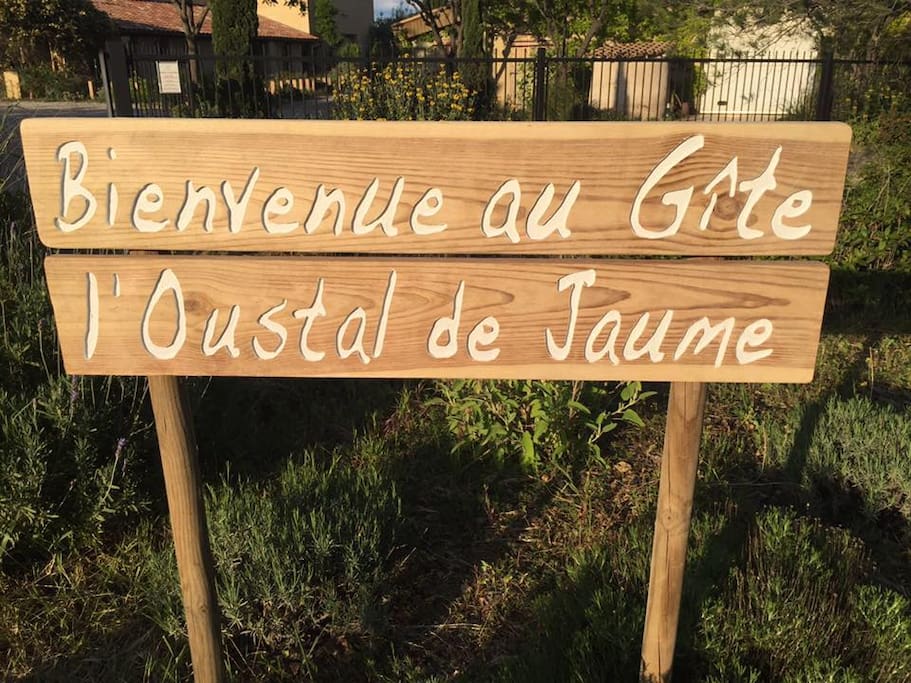 Bienvenue au Gîte
l'Oustal de Jaume